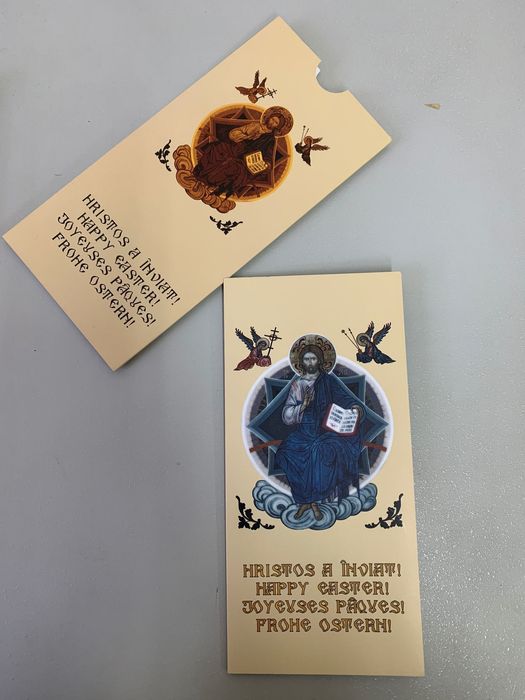 HRISTOS A ÎNVIAT!
HAPPY EASTER!
JOYEUSES PÂQUES!
FROHE OSTERN!
HRISTOS A ÎNVIAT!
HAPPY EASTER!
JOYEUSES PÂQUES!
FROHE OSTERN!